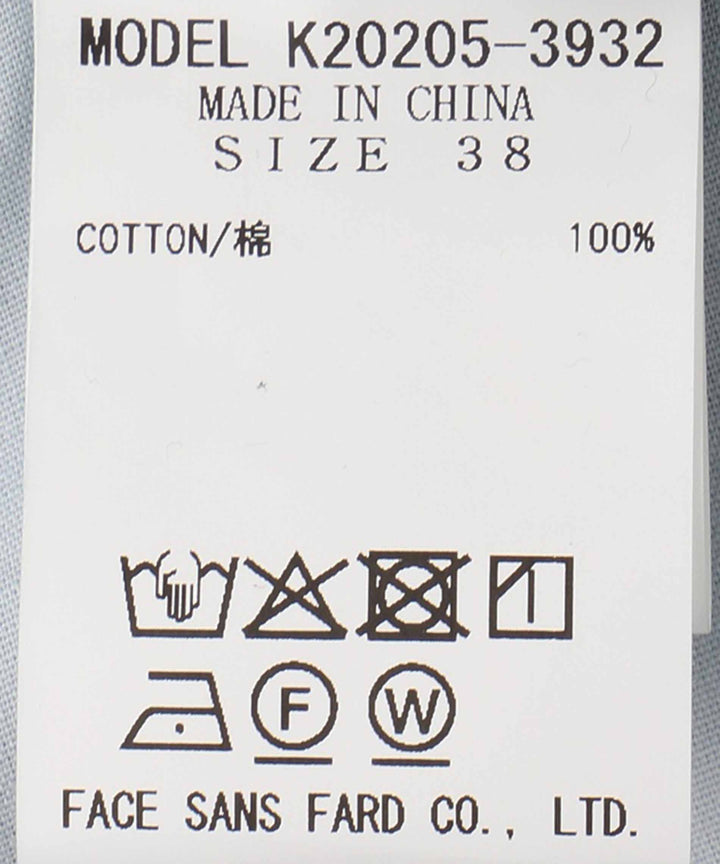 MODEL K20205-3932
MADE IN CHINA
SIZE 38
COTTON/棉 100%
F W
FACE SANS FARD CO., LTD.